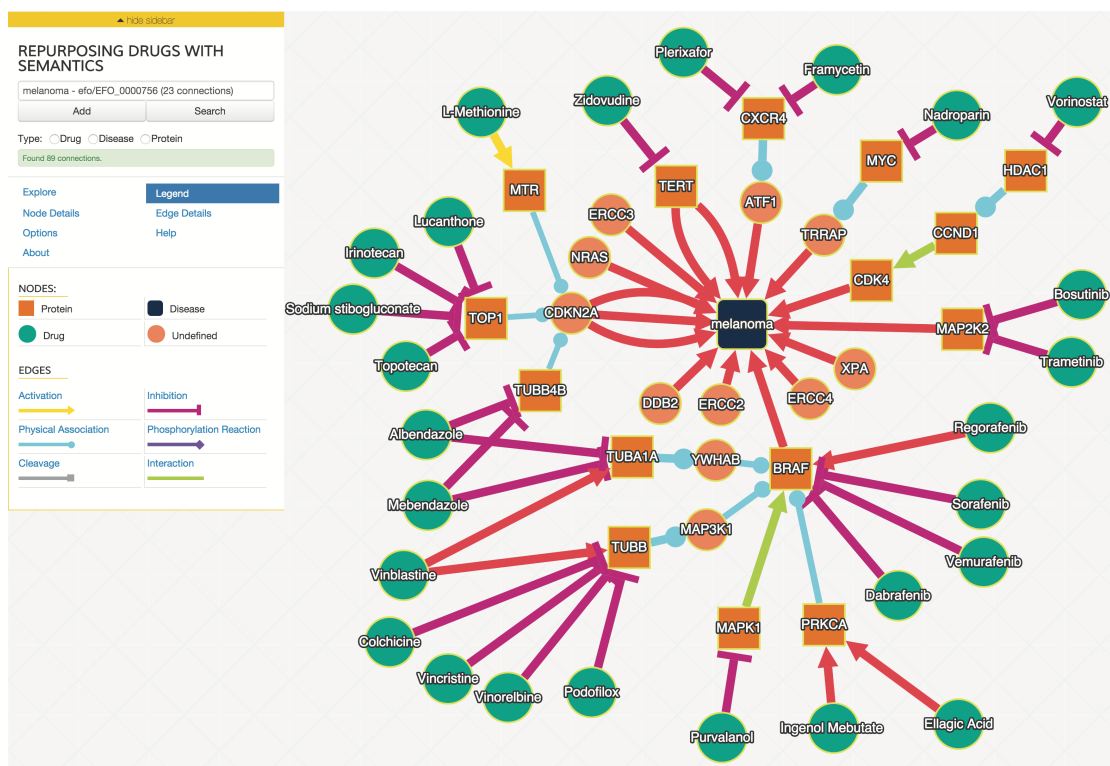 hide sidebar
REPURPOSING DRUGS WITH
SEMANTICS
melanoma - efo/EFO_0000756 (23 connections)
Add
Search
Type: Drug Disease Protein
Found 89 connections.
Explore
Legend
Node Details
Edge Details
Options
Help
About
NODES:
Protein
Disease
Drug
Undefined
EDGES
Activation
Inhibition
Physical Association
Phosphorylation Reaction
Cleavage
Interaction
Plerixafor
Framycetin
Zidovudine
L-Methionine
Vorinostat
Nadroparin
CXCR4
MYC
HDAC1
MTR
TERT
ATF1
ERCC3
Lucanthone
TRRAP
CCND1
Irinotecan
NRAS
CDK4
Sodium stibogluconate
TOP1
CDKN2A
melanoma
MAP2K2
Bosutinib
Topotecan
XPA
Trametinib
TUBB4B
DDB2
ERCC2
ERCC4
Albendazole
Regorafenib
TUBA1A
YWHAB
BRAF
Mebendazole
Sorafenib
MAP3K1
TUBB
Vinblastine
Vemurafenib
Dabrafenib
MAPK1
PRKCA
Colchicine
Vincristine
Vinorelbine
Podofilox
Purvalanol
Ingenol Mebutate
Ellagic Acid